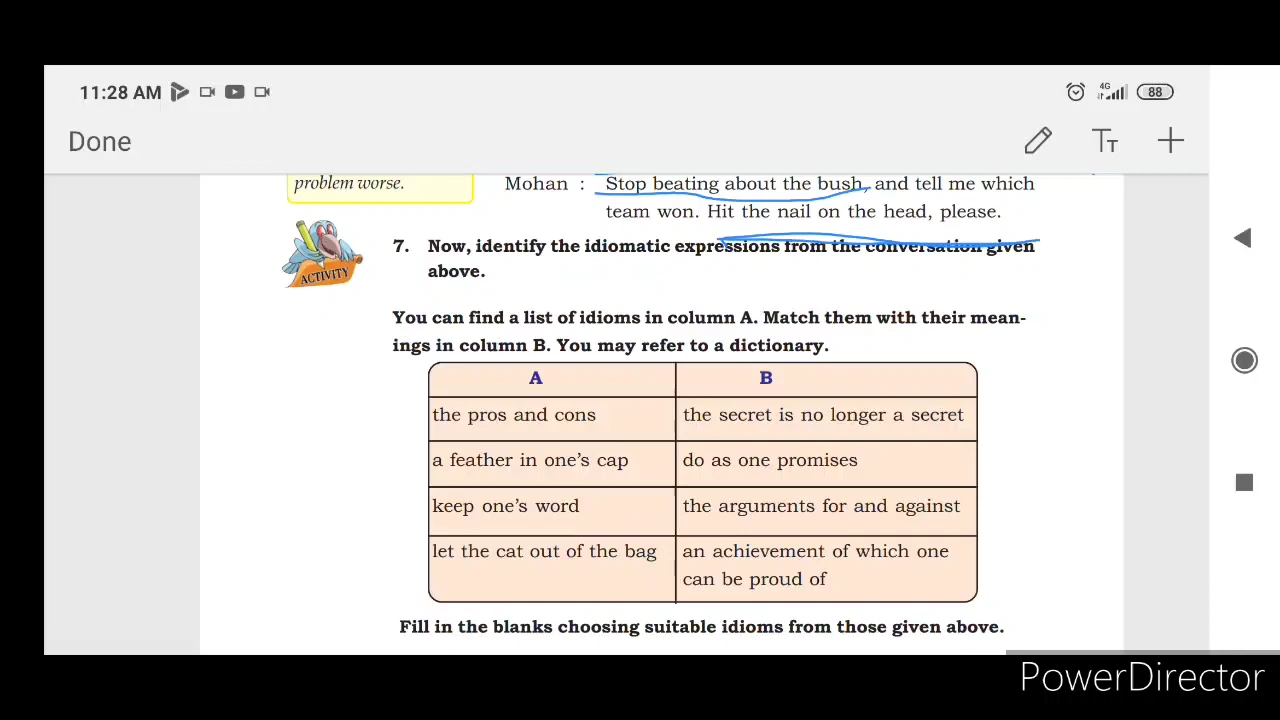 11:28 AM 4G 88
Done TT
problem worse.
Mohan : Stop beating about the bush, and tell me which
team won. Hit the nail on the head, please.
ACTIVITY
7. Now, identify the idiomatic expressions from the conversation given
above.
You can find a list of idioms in column A. Match them with their mean-
ings in column B. You may refer to a dictionary.
A B
the pros and cons the secret is no longer a secret
a feather in one's cap do as one promises
keep one's word the arguments for and against
let the cat out of the bag an achievement of which one
can be proud of
Fill in the blanks choosing suitable idioms from those given above.
PowerDirector